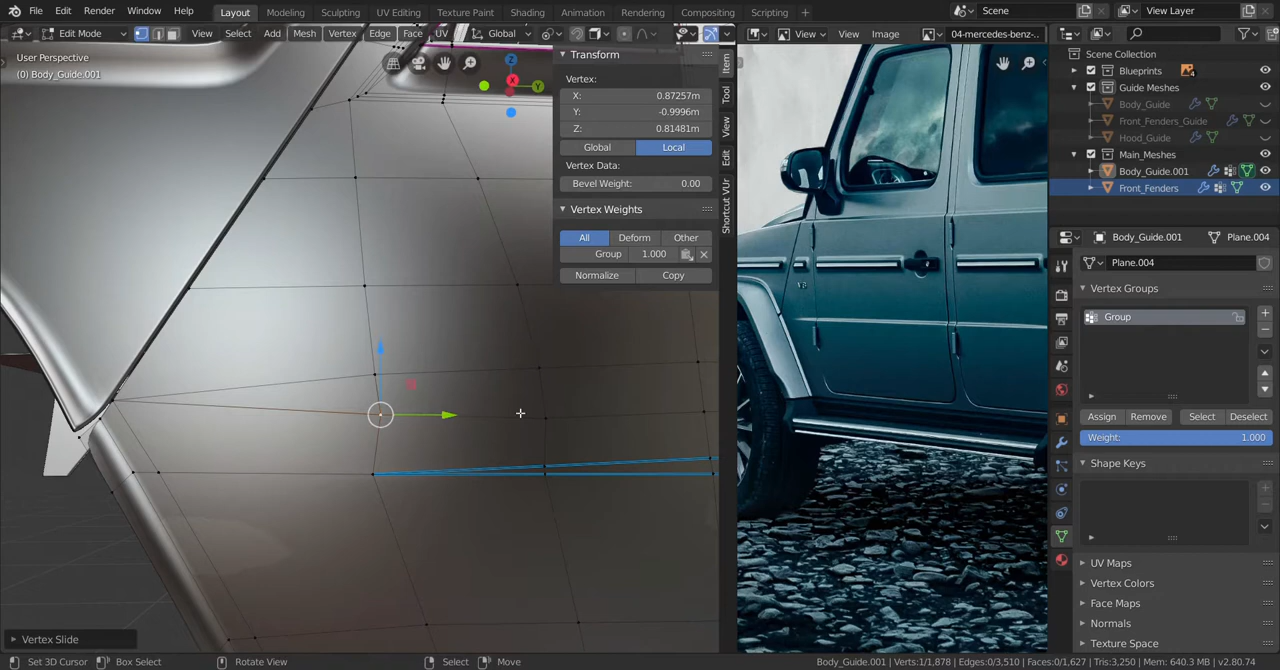 File Edit Render Window Help Layout Modeling Sculpting UV Editing Texture Paint Shading Animation Rendering Compositing Scripting + Scene View Layer
Edit Mode View Select Add Mesh Vertex Edge Face UV Global View View Image 04-mercedes-benz-...
User Perspective
(0) Body_Guide.001
Transform
Vertex:
X: 0.87257m
Y: -0.9996m
Z: 0.81481m
Global Local
Vertex Data:
Bevel Weight: 0.00
Vertex Weights
All Deform Other
Group 1.000
Normalize Copy
Item
Tool
View
Edit
Shortcut VUr
X
Y
Z
Vertex Slide
Scene Collection
Blueprints 4
Guide Meshes
Body_Guide
Front_Fenders_Guide
Hood_Guide
Main_Meshes
Body_Guide.001
Front_Fenders
Body_Guide.001 Plane.004
Plane.004
Vertex Groups
Group
Assign Remove Select Deselect
Weight: 1.000
Shape Keys
UV Maps
Vertex Colors
Face Maps
Normals
Texture Space
Set 3D Cursor Box Select Rotate View Select Move Body_Guide.001 | Verts:1/1,878 | Edges:0/3,510 | Faces:0/1,627 | Tris:3,250 | Mem: 640.3 MB | v2.80.74